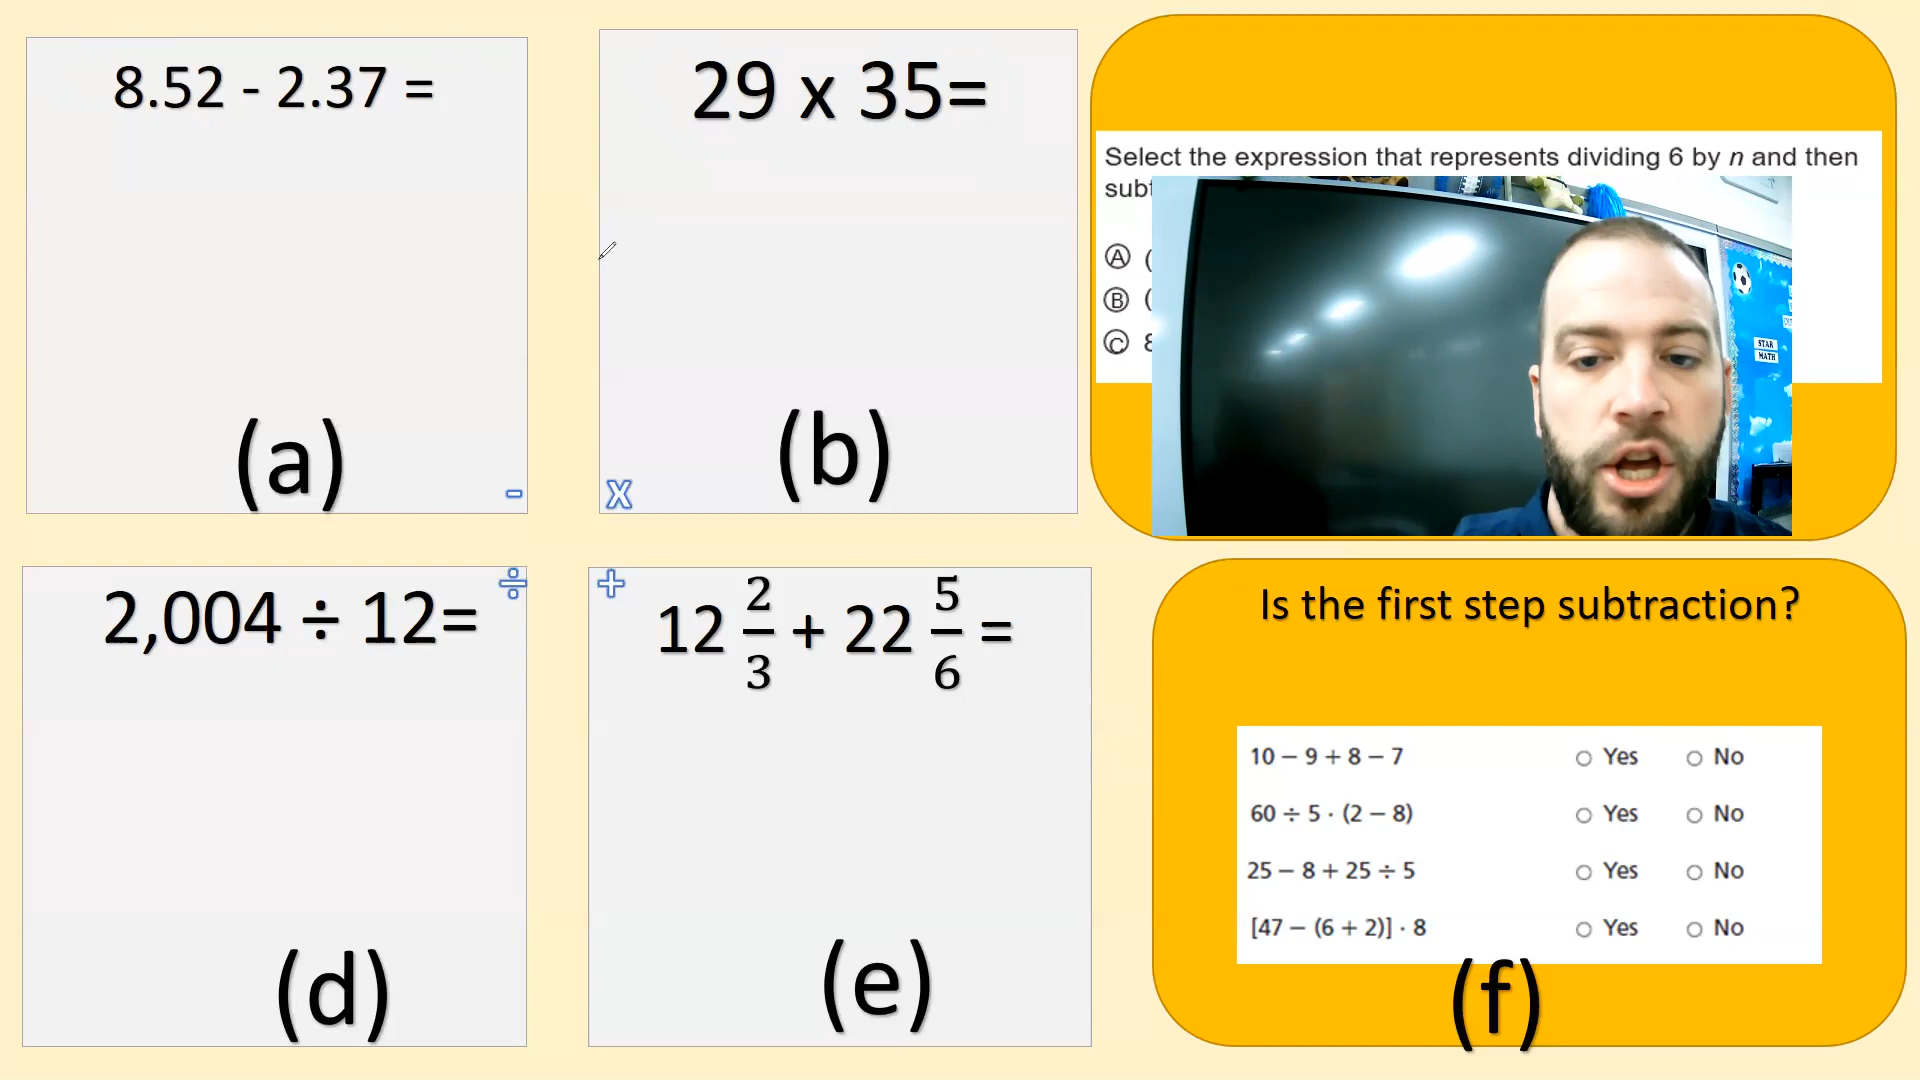 8.52 - 2.37 =
(a)
-
29 x 35=
(b)
X
Select the expression that represents dividing 6 by n and then
A (
B (
C
STAR
MATH
2,004 ÷ 12=
÷
(d)
+
12 2/3 + 22 5/6 =
(e)
Is the first step subtraction?
10 − 9 + 8 − 7 ○ Yes ○ No
60 ÷ 5 · (2 − 8) ○ Yes ○ No
25 − 8 + 25 ÷ 5 ○ Yes ○ No
[47 − (6 + 2)] · 8 ○ Yes ○ No
(f)